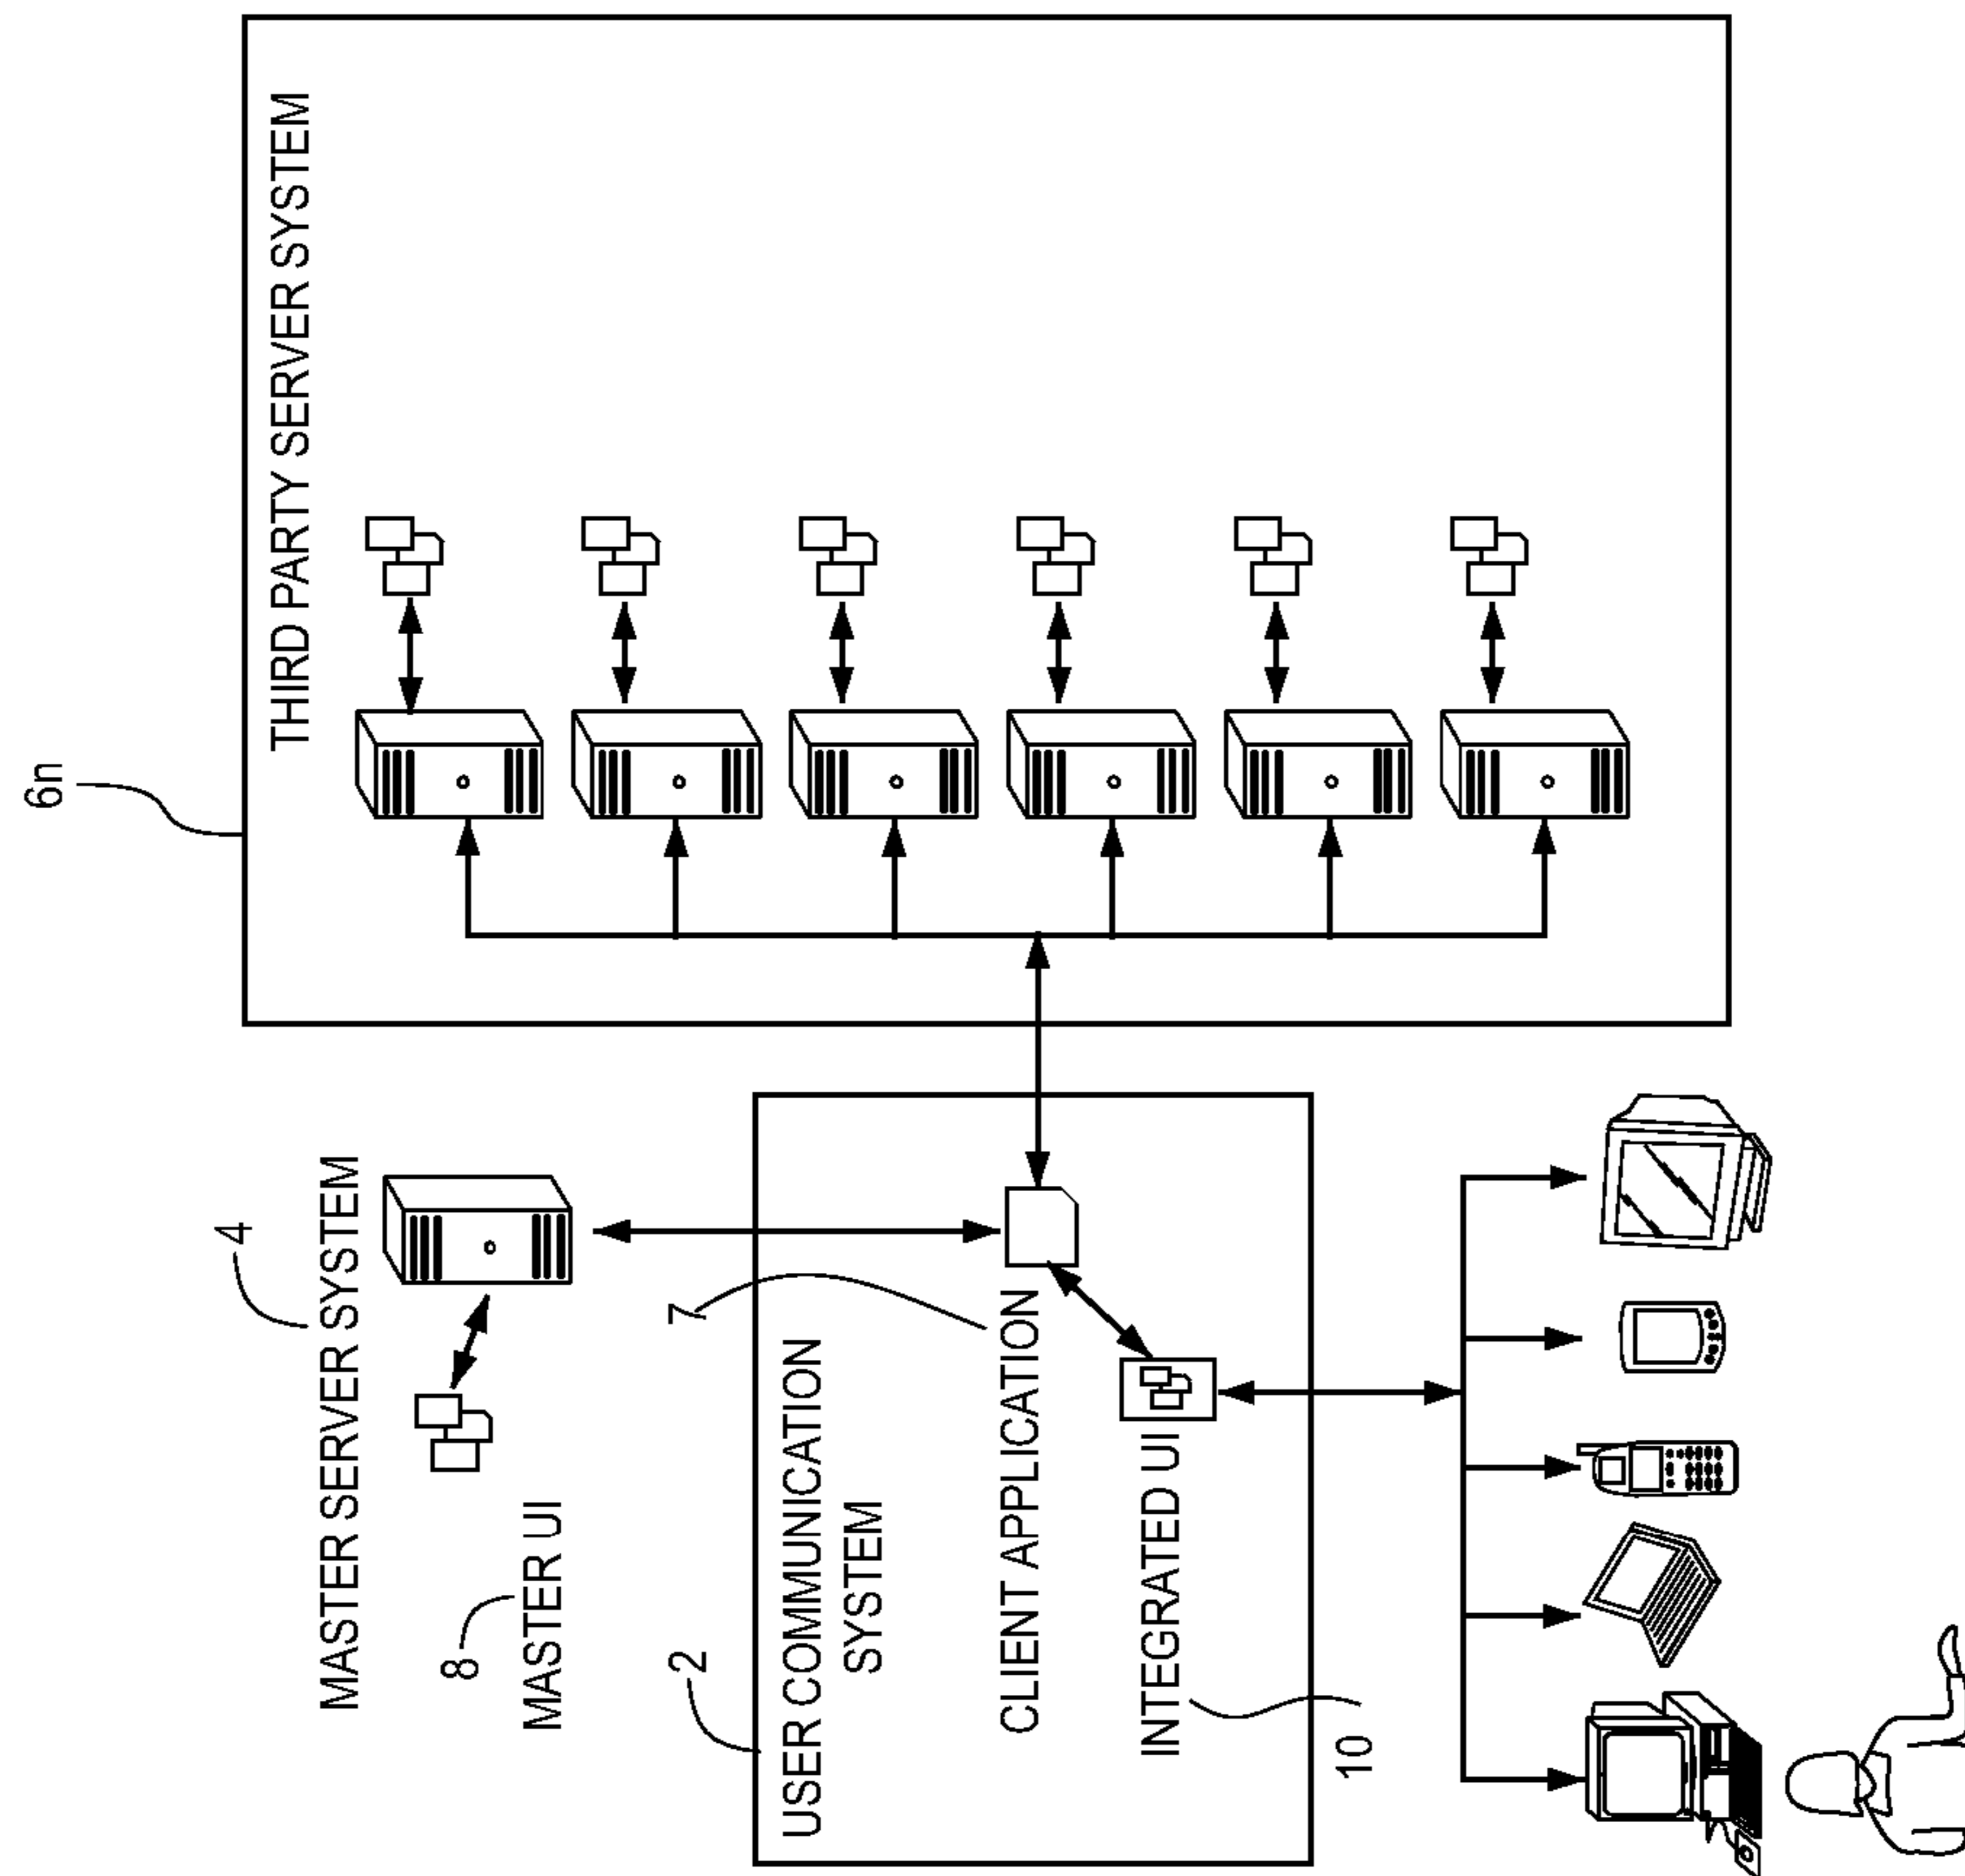 6n
THIRD PARTY SERVER SYSTEM
4
MASTER SERVER SYSTEM
8
MASTER UI
2
USER COMMUNICATION
SYSTEM
7
CLIENT APPLICATION
INTEGRATED UI
10